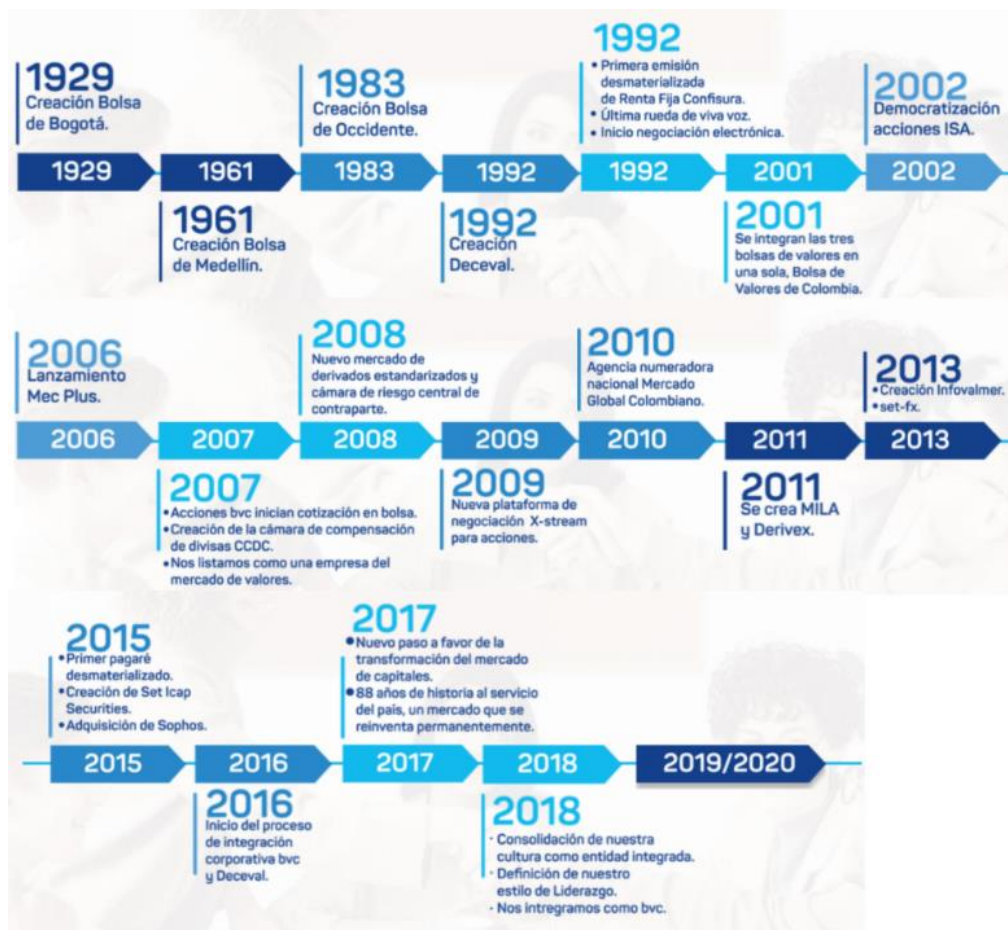 1929
Creación Bolsa
de Bogotá.
1983
Creación Bolsa
de Occidente.
1992
• Primera emisión
desmaterializada
de Renta Fija Confisura.
• Última rueda de viva voz.
• Inicio negociación electrónica.
2002
Democratización
acciones ISA.
1929
1961
1983
1992
1992
2001
2002
1961
Creación Bolsa
de Medellín.
1992
Creación
Deceval.
2001
Se integran las tres
bolsas de valores en
una sola, Bolsa de
Valores de Colombia.
2006
Lanzamiento
Mec Plus.
2008
Nuevo mercado de
derivados estandarizados y
cámara de riesgo central de
contraparte.
2010
Agencia numeradora
nacional Mercado
Global Colombiano.
2013
•Creación Infovalmer.
•set-fx.
2006
2007
2008
2009
2010
2011
2013
2007
•Acciones bvc inician cotización en bolsa.
•Creación de la cámara de compensación
de divisas CCDC.
•Nos listamos como una empresa del
mercado de valores.
2009
Nueva plataforma de
negociación X-stream
para acciones.
2011
Se crea MILA
y Derivex.
2015
•Primer pagaré
desmaterializado.
•Creación de Set Icap
Securities.
•Adquisición de Sophos.
2017
•Nuevo paso a favor de la
transformación del mercado
de capitales.
•88 años de historia al servicio
del país, un mercado que se
reinventa permanentemente.
2015
2016
2017
2018
2019/2020
2016
Inicio del proceso
de integración
corporativa bvc
y Deceval.
2018
· Consolidación de nuestra
cultura como entidad integrada.
· Definición de nuestro
estilo de Liderazgo.
· Nos intregramos como bvc.